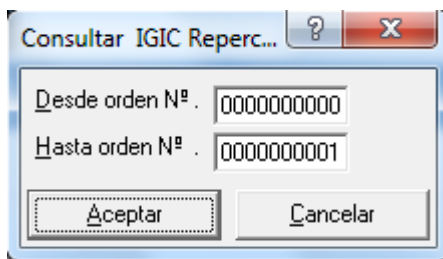 Consultar IGIC Reperc...
Desde orden Nº . 0000000000
Hasta orden Nº . 0000000001
Aceptar Cancelar